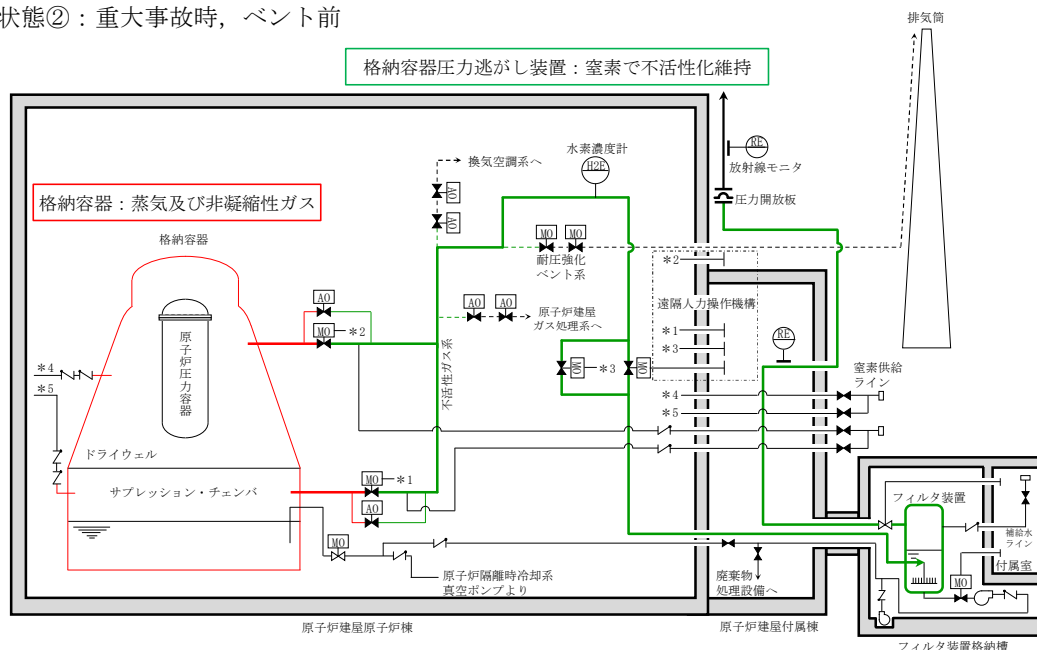 状態②：重大事故時，ベント前
排気筒
格納容器圧力逃がし装置：窒素で不活性化維持
RE
放射線モニタ
水素濃度計
H2E
換気空調系へ
AO
AO
圧力開放板
格納容器：蒸気及び非凝縮性ガス
格納容器
MO
MO
耐圧強化
ベント系
＊2
遠隔人力操作機構
AO
MO
＊2
AO
AO
原子炉建屋
ガス処理系へ
＊1
＊3
RE
原子炉圧力容器
不活性ガス系
MO
＊3
MO
窒素供給
ライン
＊4
＊5
＊4
＊5
ドライウェル
サプレッション・チェンバ
MO
＊1
AO
フィルタ装置
補給水
ライン
付属室
MO
MO
原子炉隔離時冷却系
真空ポンプより
廃棄物
処理設備へ
原子炉建屋原子炉棟
原子炉建屋付属棟
フィルタ装置格納槽